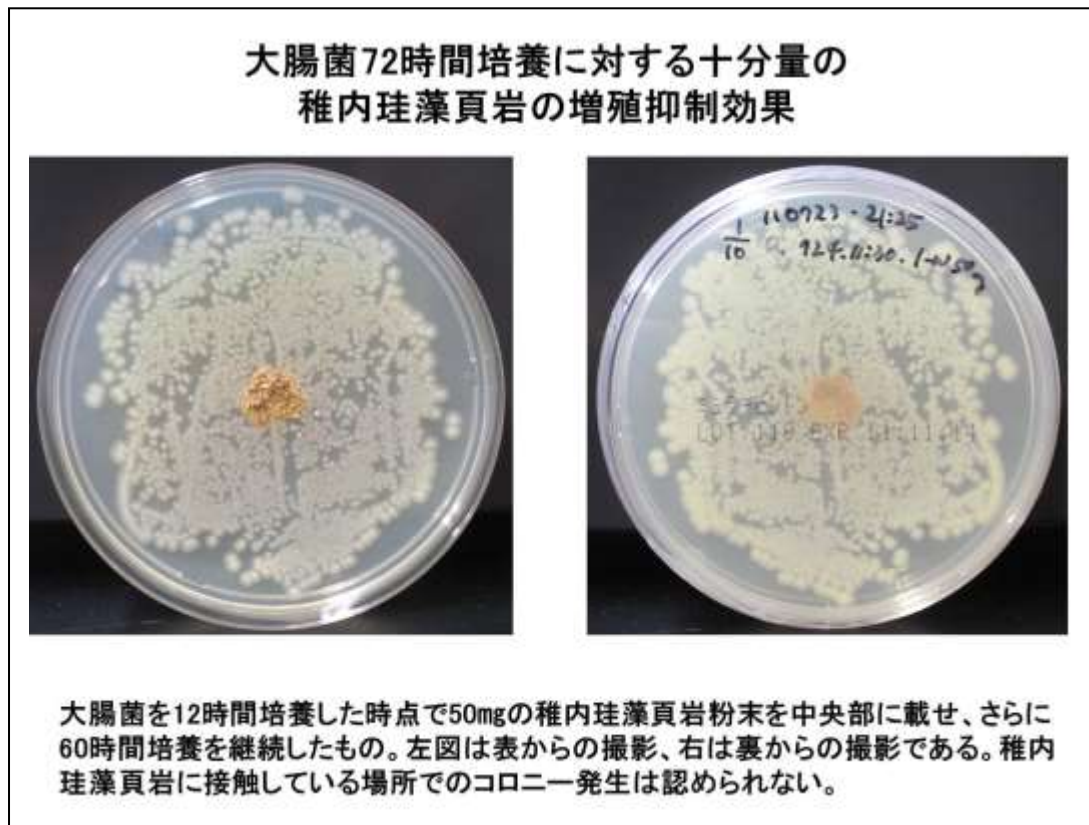 大腸菌72時間培養に対する十分量の
稚内珪藻頁岩の増殖抑制効果
110723・21:25
1/10
大腸菌を12時間培養した時点で50mgの稚内珪藻頁岩粉末を中央部に載せ、さらに
60時間培養を継続したもの。左図は表からの撮影、右は裏からの撮影である。稚内
珪藻頁岩に接触している場所でのコロニー発生は認められない。